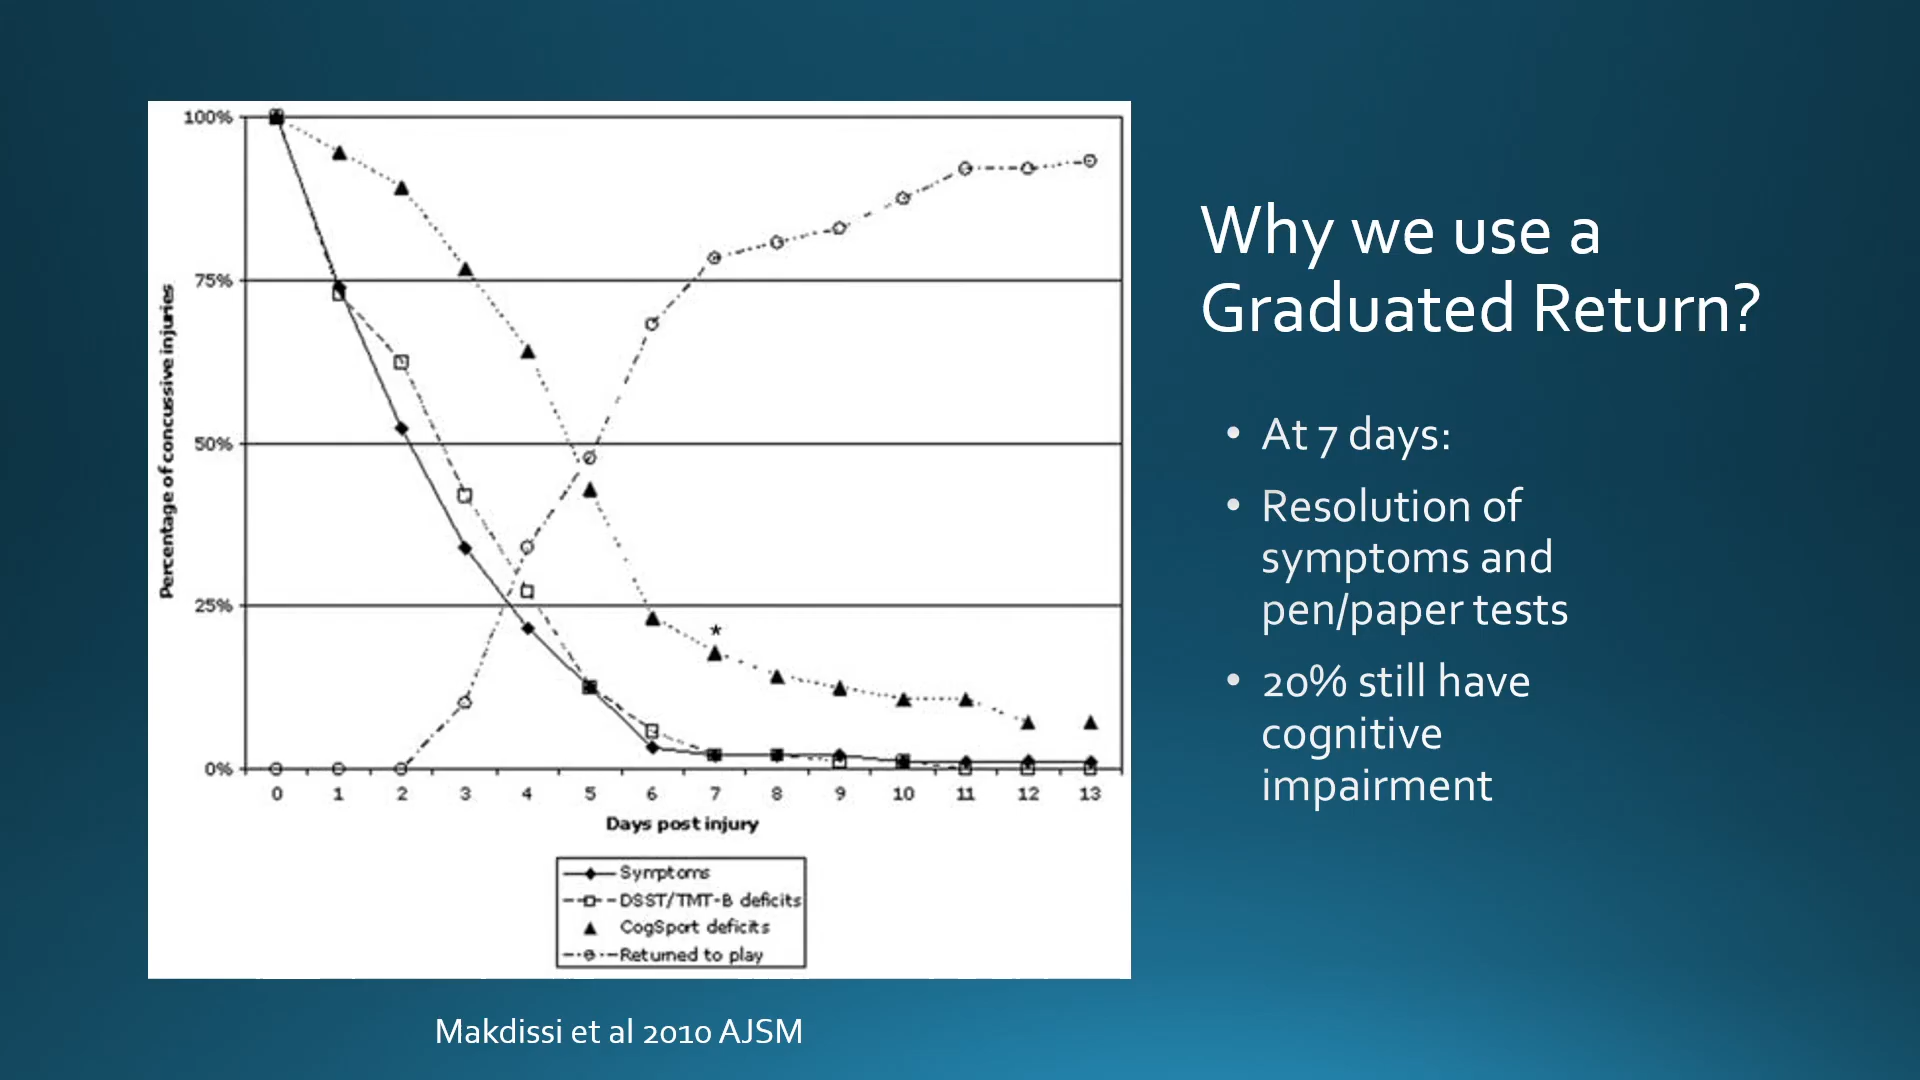 100%
75%
50%
25%
0%
Percentage of concussive injuries
0 1 2 3 4 5 6 7 8 9 10 11 12 13
*
Days post injury
Symptoms
DSST/TMT-B deficits
CogSport deficits
Returned to play
Makdissi et al 2010 AJSM
Why we use a
Graduated Return?
• At 7 days:
• Resolution of
symptoms and
pen/paper tests
• 20% still have
cognitive
impairment